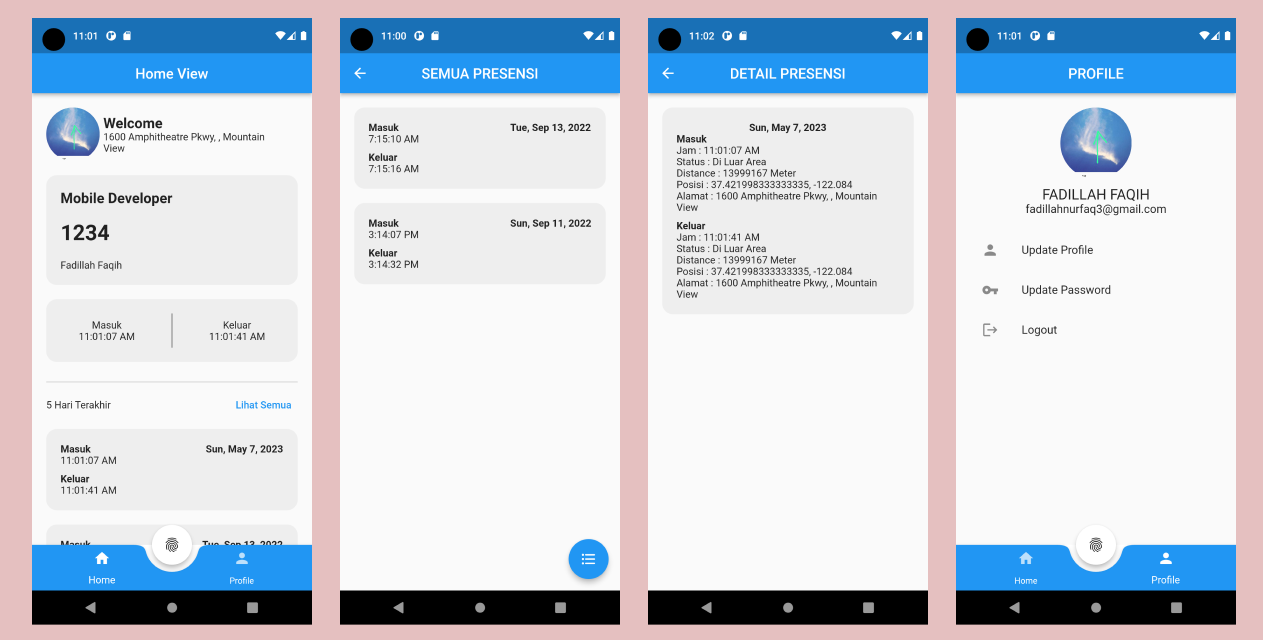 11:01
Home View
Welcome
1600 Amphitheatre Pkwy, , Mountain
View
Mobile Developer
1234
Fadillah Faqih
Masuk
11:01:07 AM
Keluar
11:01:41 AM
5 Hari Terakhir
Lihat Semua
Masuk
Sun, May 7, 2023
11:01:07 AM
Keluar
11:01:41 AM
Masuk
Tue, Sep 13, 2022
Home
Profile
11:00
SEMUA PRESENSI
Masuk
Tue, Sep 13, 2022
7:15:10 AM
Keluar
7:15:16 AM
Masuk
Sun, Sep 11, 2022
3:14:07 PM
Keluar
3:14:32 PM
11:02
DETAIL PRESENSI
Sun, May 7, 2023
Masuk
Jam : 11:01:07 AM
Status : Di Luar Area
Distance : 13999167 Meter
Posisi : 37.421998333333335, -122.084
Alamat : 1600 Amphitheatre Pkwy, , Mountain
View
Keluar
Jam : 11:01:41 AM
Status : Di Luar Area
Distance : 13999167 Meter
Posisi : 37.421998333333335, -122.084
Alamat : 1600 Amphitheatre Pkwy, , Mountain
View
11:01
PROFILE
FADILLAH FAQIH
fadillahnurfaq3@gmail.com
Update Profile
Update Password
Logout
Home
Profile